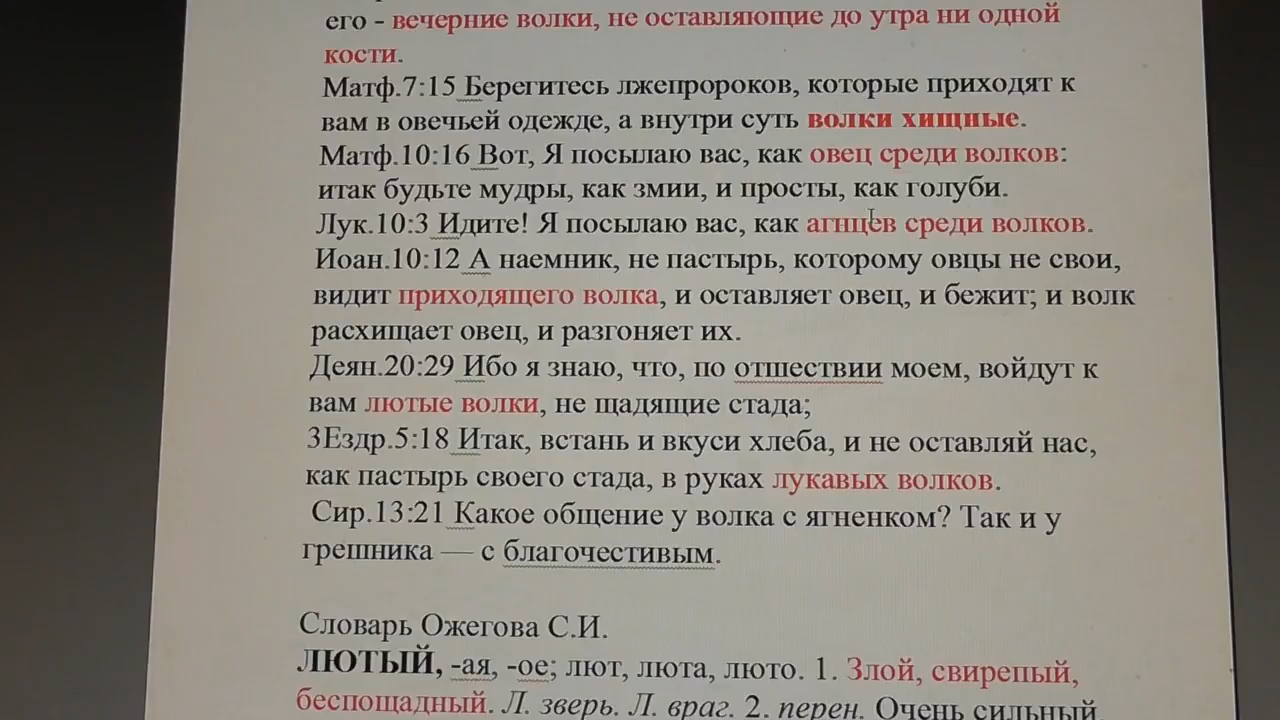 его - вечерние волки, не оставляющие до утра ни одной
кости.
Матф.7:15 Берегитесь лжепророков, которые приходят к
вам в овечьей одежде, а внутри суть волки хищные.
Матф.10:16 Вот, Я посылаю вас, как овец среди волков:
итак будьте мудры, как змии, и просты, как голуби.
Лук.10:3 Идите! Я посылаю вас, как агнцев среди волков.
Иоан.10:12 А наемник, не пастырь, которому овцы не свои,
видит приходящего волка, и оставляет овец, и бежит; и волк
расхищает овец, и разгоняет их.
Деян.20:29 Ибо я знаю, что, по отшествии моем, войдут к
вам лютые волки, не щадящие стада;
3Ездр.5:18 Итак, встань и вкуси хлеба, и не оставляй нас,
как пастырь своего стада, в руках лукавых волков.
Сир.13:21 Какое общение у волка с ягненком? Так и у
грешника — с благочестивым.
Словарь Ожегова С.И.
ЛЮТЫЙ, -ая, -ое; лют, люта, люто. 1. Злой, свирепый,
беспощадный. Л. зверь. Л. враг. 2. перен. Очень сильный